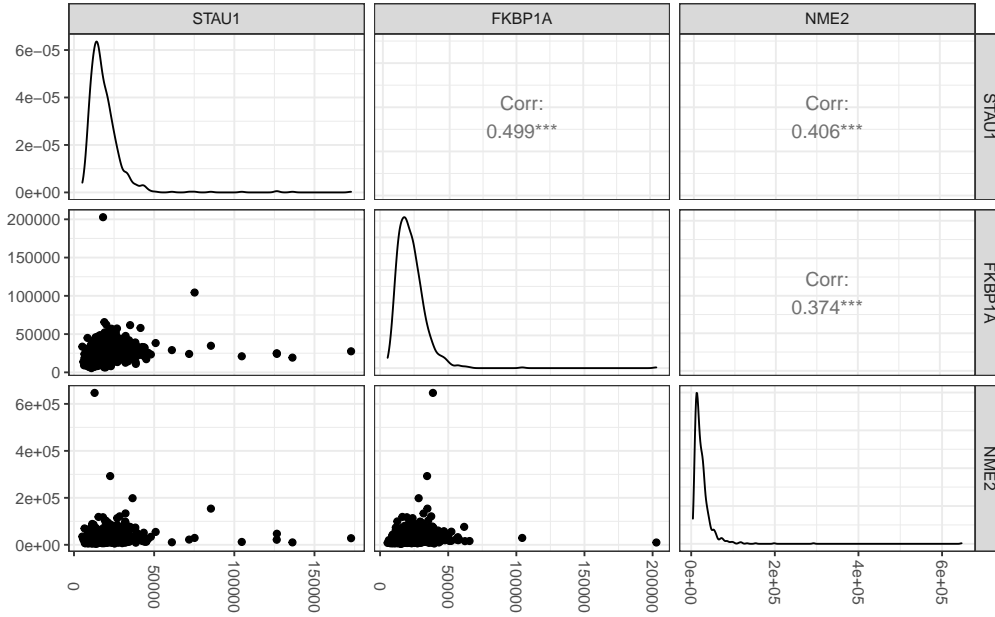 STAU1 FKBP1A NME2
6e−05
4e−05
2e−05
0e+00
Corr:
0.499***
Corr:
0.406***
STAU1
200000
150000
100000
50000
0
Corr:
0.374***
FKBP1A
6e+05
4e+05
2e+05
0e+00
NME2
0 50000 100000 150000
0 50000 100000 150000 200000
0e+00 2e+05 4e+05 6e+05